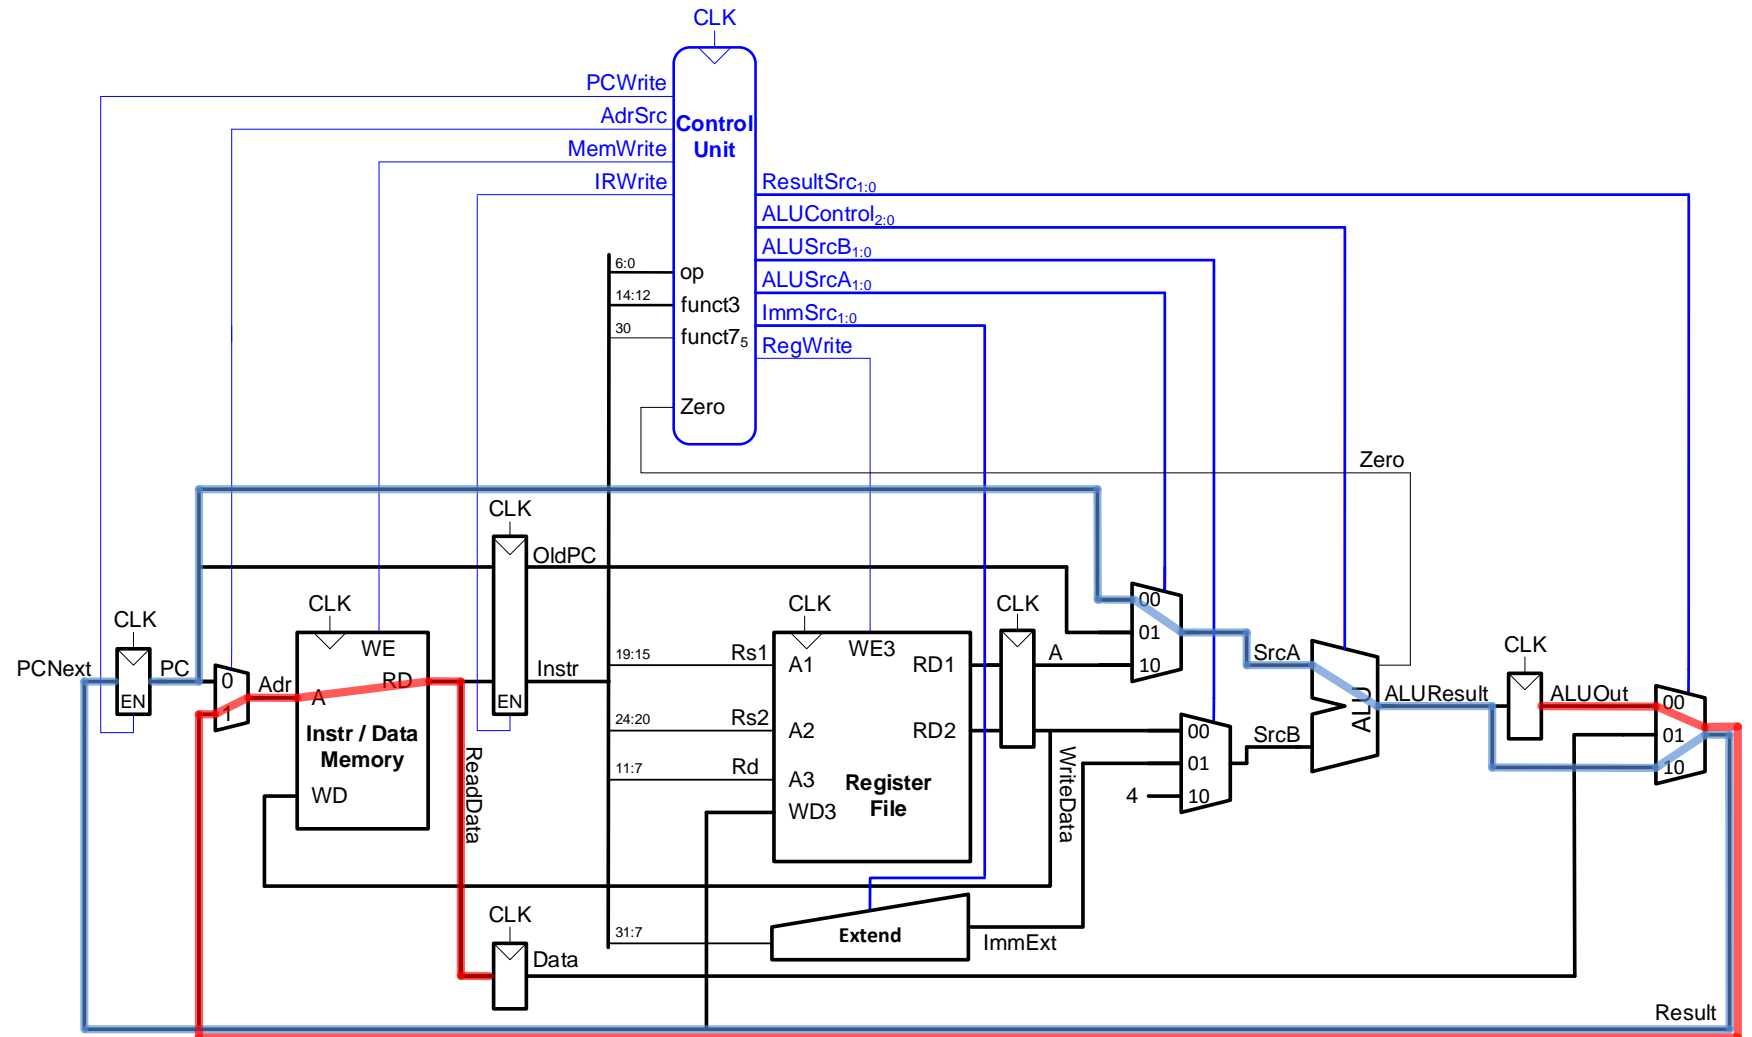 CLK
PCWrite
AdrSrc
MemWrite
IRWrite
Control
Unit
ResultSrc1:0
ALUControl2:0
ALUSrcB1:0
ALUSrcA1:0
ImmSrc1:0
RegWrite
6:0
op
14:12
funct3
30
funct75
Zero
Zero
CLK
OldPC
CLK
PCNext
EN
PC
0
1
Adr
CLK
WE
A
RD
Instr / Data
Memory
WD
ReadData
EN
Instr
19:15
Rs1
24:20
Rs2
11:7
Rd
31:7
CLK
WE3
A1
RD1
A2
RD2
A3
WD3
Register
File
CLK
A
WriteData
00
01
10
00
01
10
4
SrcA
SrcB
ALU
ALUResult
CLK
ALUOut
00
01
10
Extend
ImmExt
CLK
Data
Result